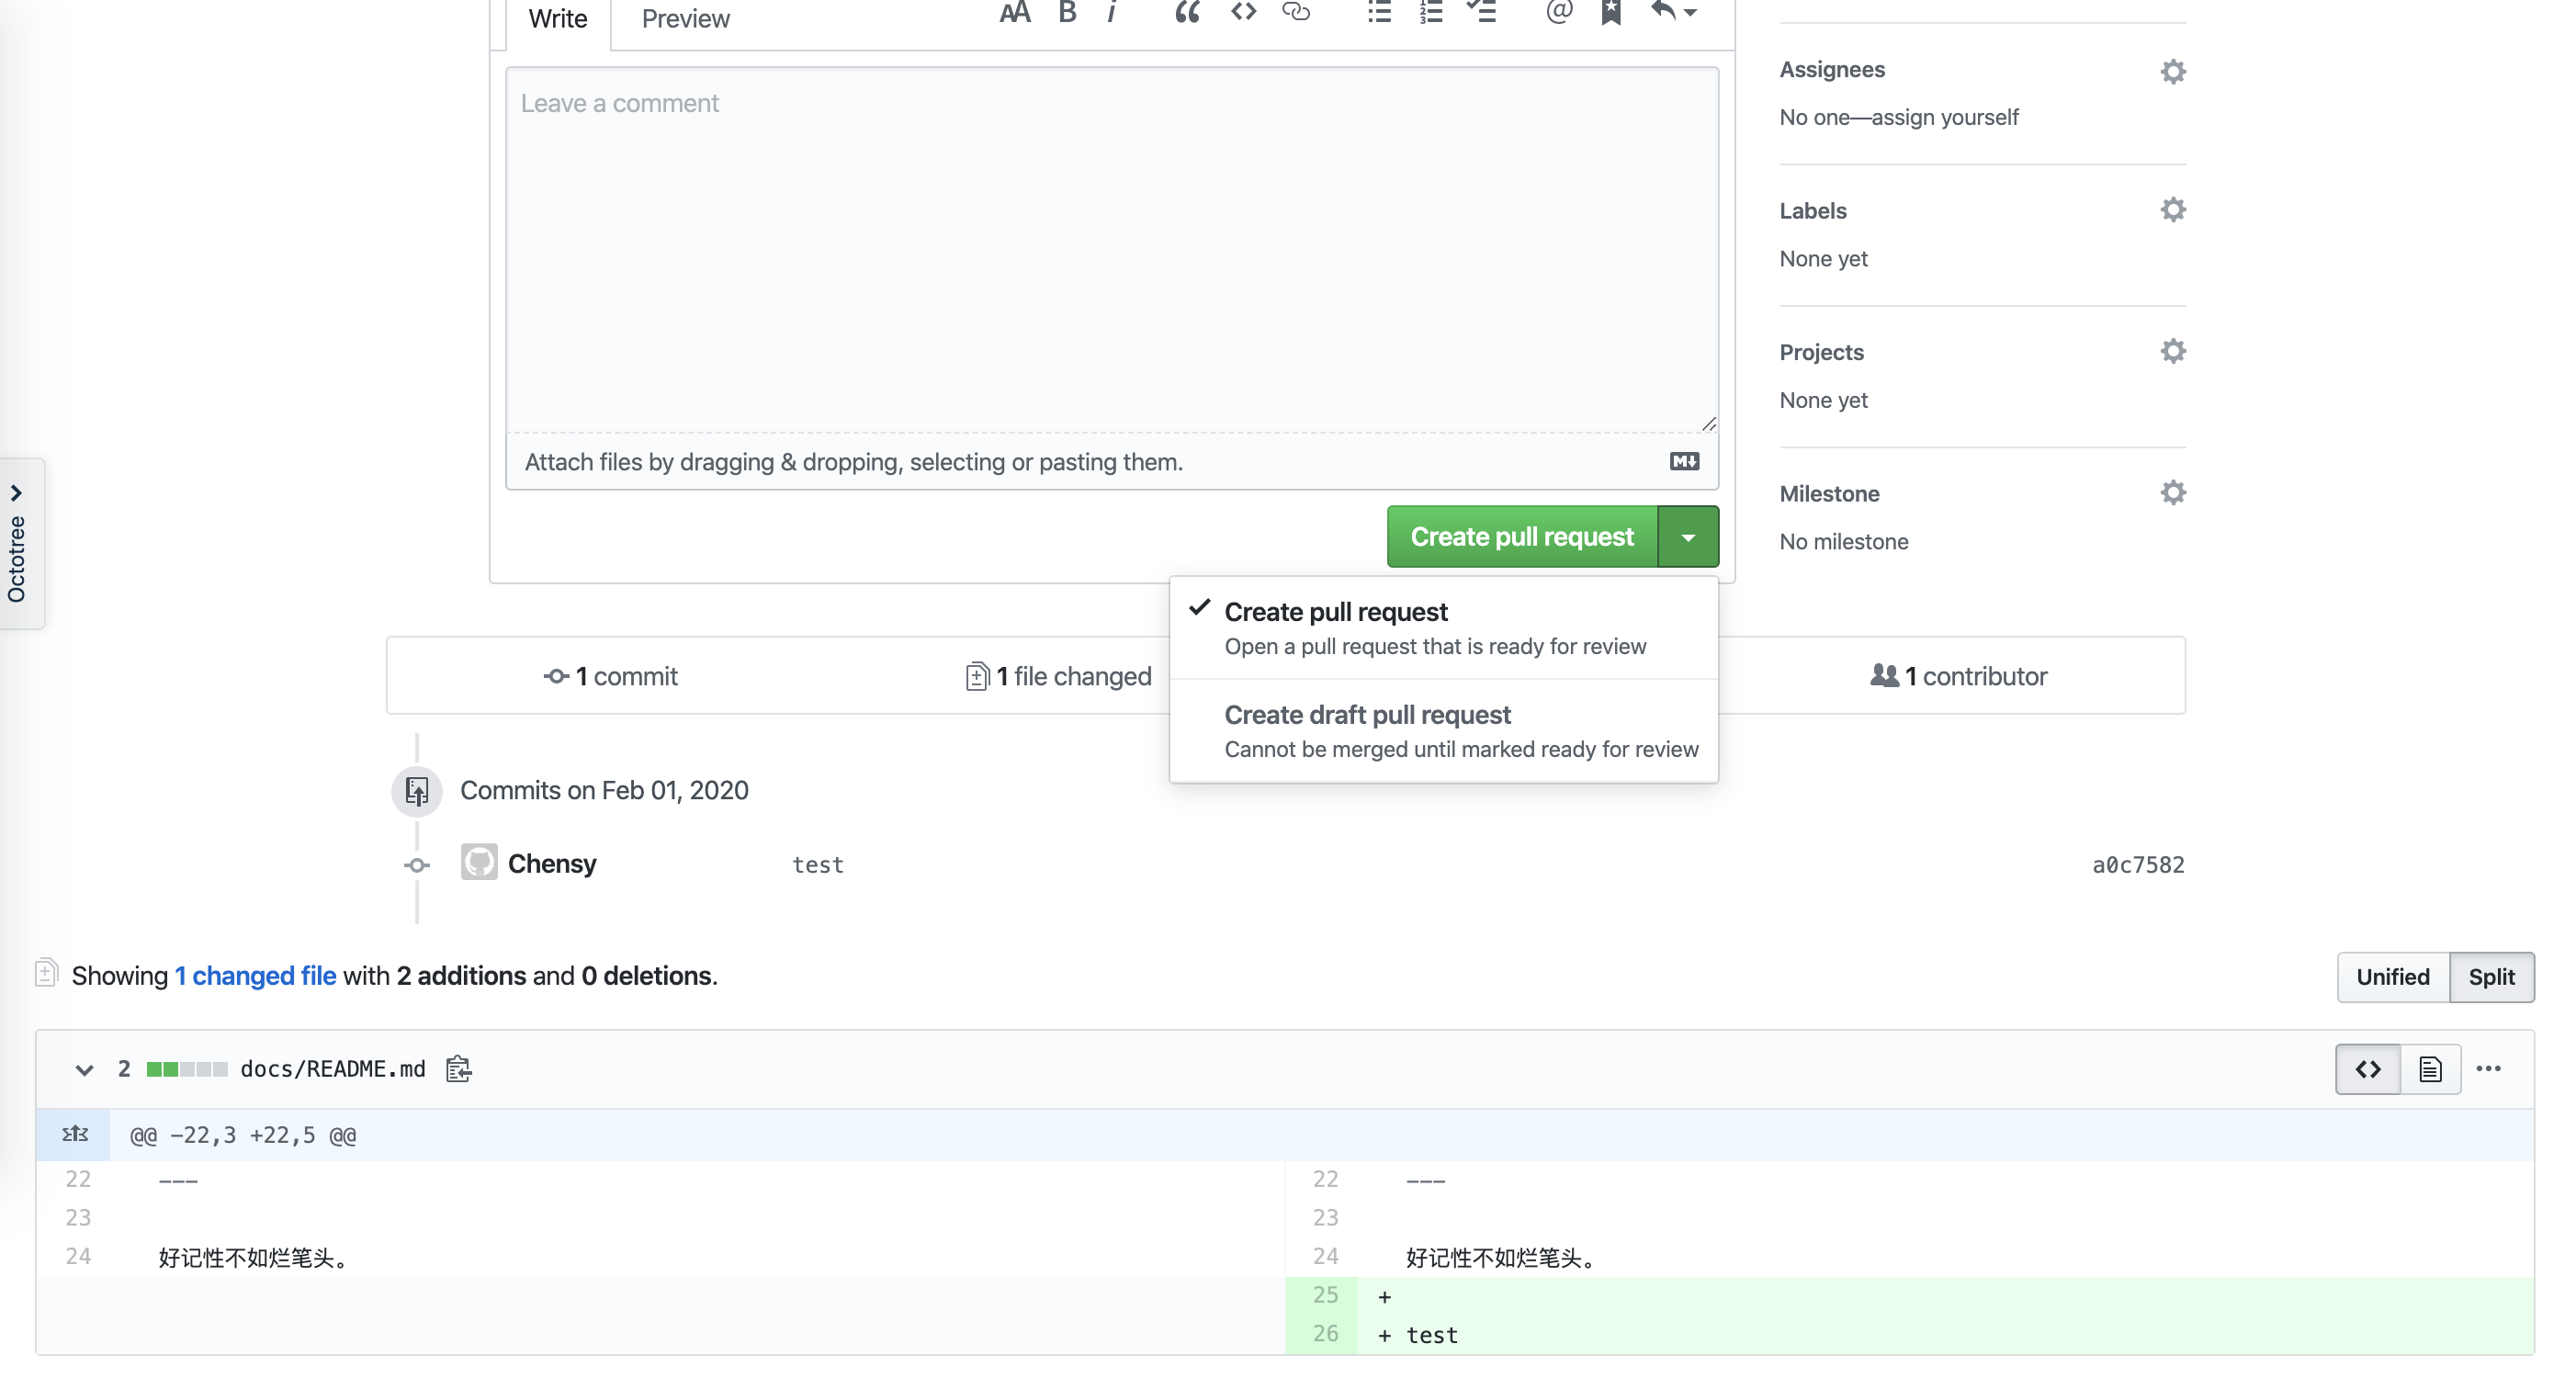 Write Preview
Leave a comment
Attach files by dragging & dropping, selecting or pasting them.
Create pull request
Create pull request
Open a pull request that is ready for review
Create draft pull request
Cannot be merged until marked ready for review
Assignees
No one—assign yourself
Labels
None yet
Projects
None yet
Milestone
No milestone
Octotree
1 commit
1 file changed
1 contributor
Commits on Feb 01, 2020
Chensy test a0c7582
Showing 1 changed file with 2 additions and 0 deletions.
Unified Split
2 docs/README.md
@@ -22,3 +22,5 @@
22 --- 22 ---
23 23
24 好记性不如烂笔头。 24 好记性不如烂笔头。
25 +
26 + test